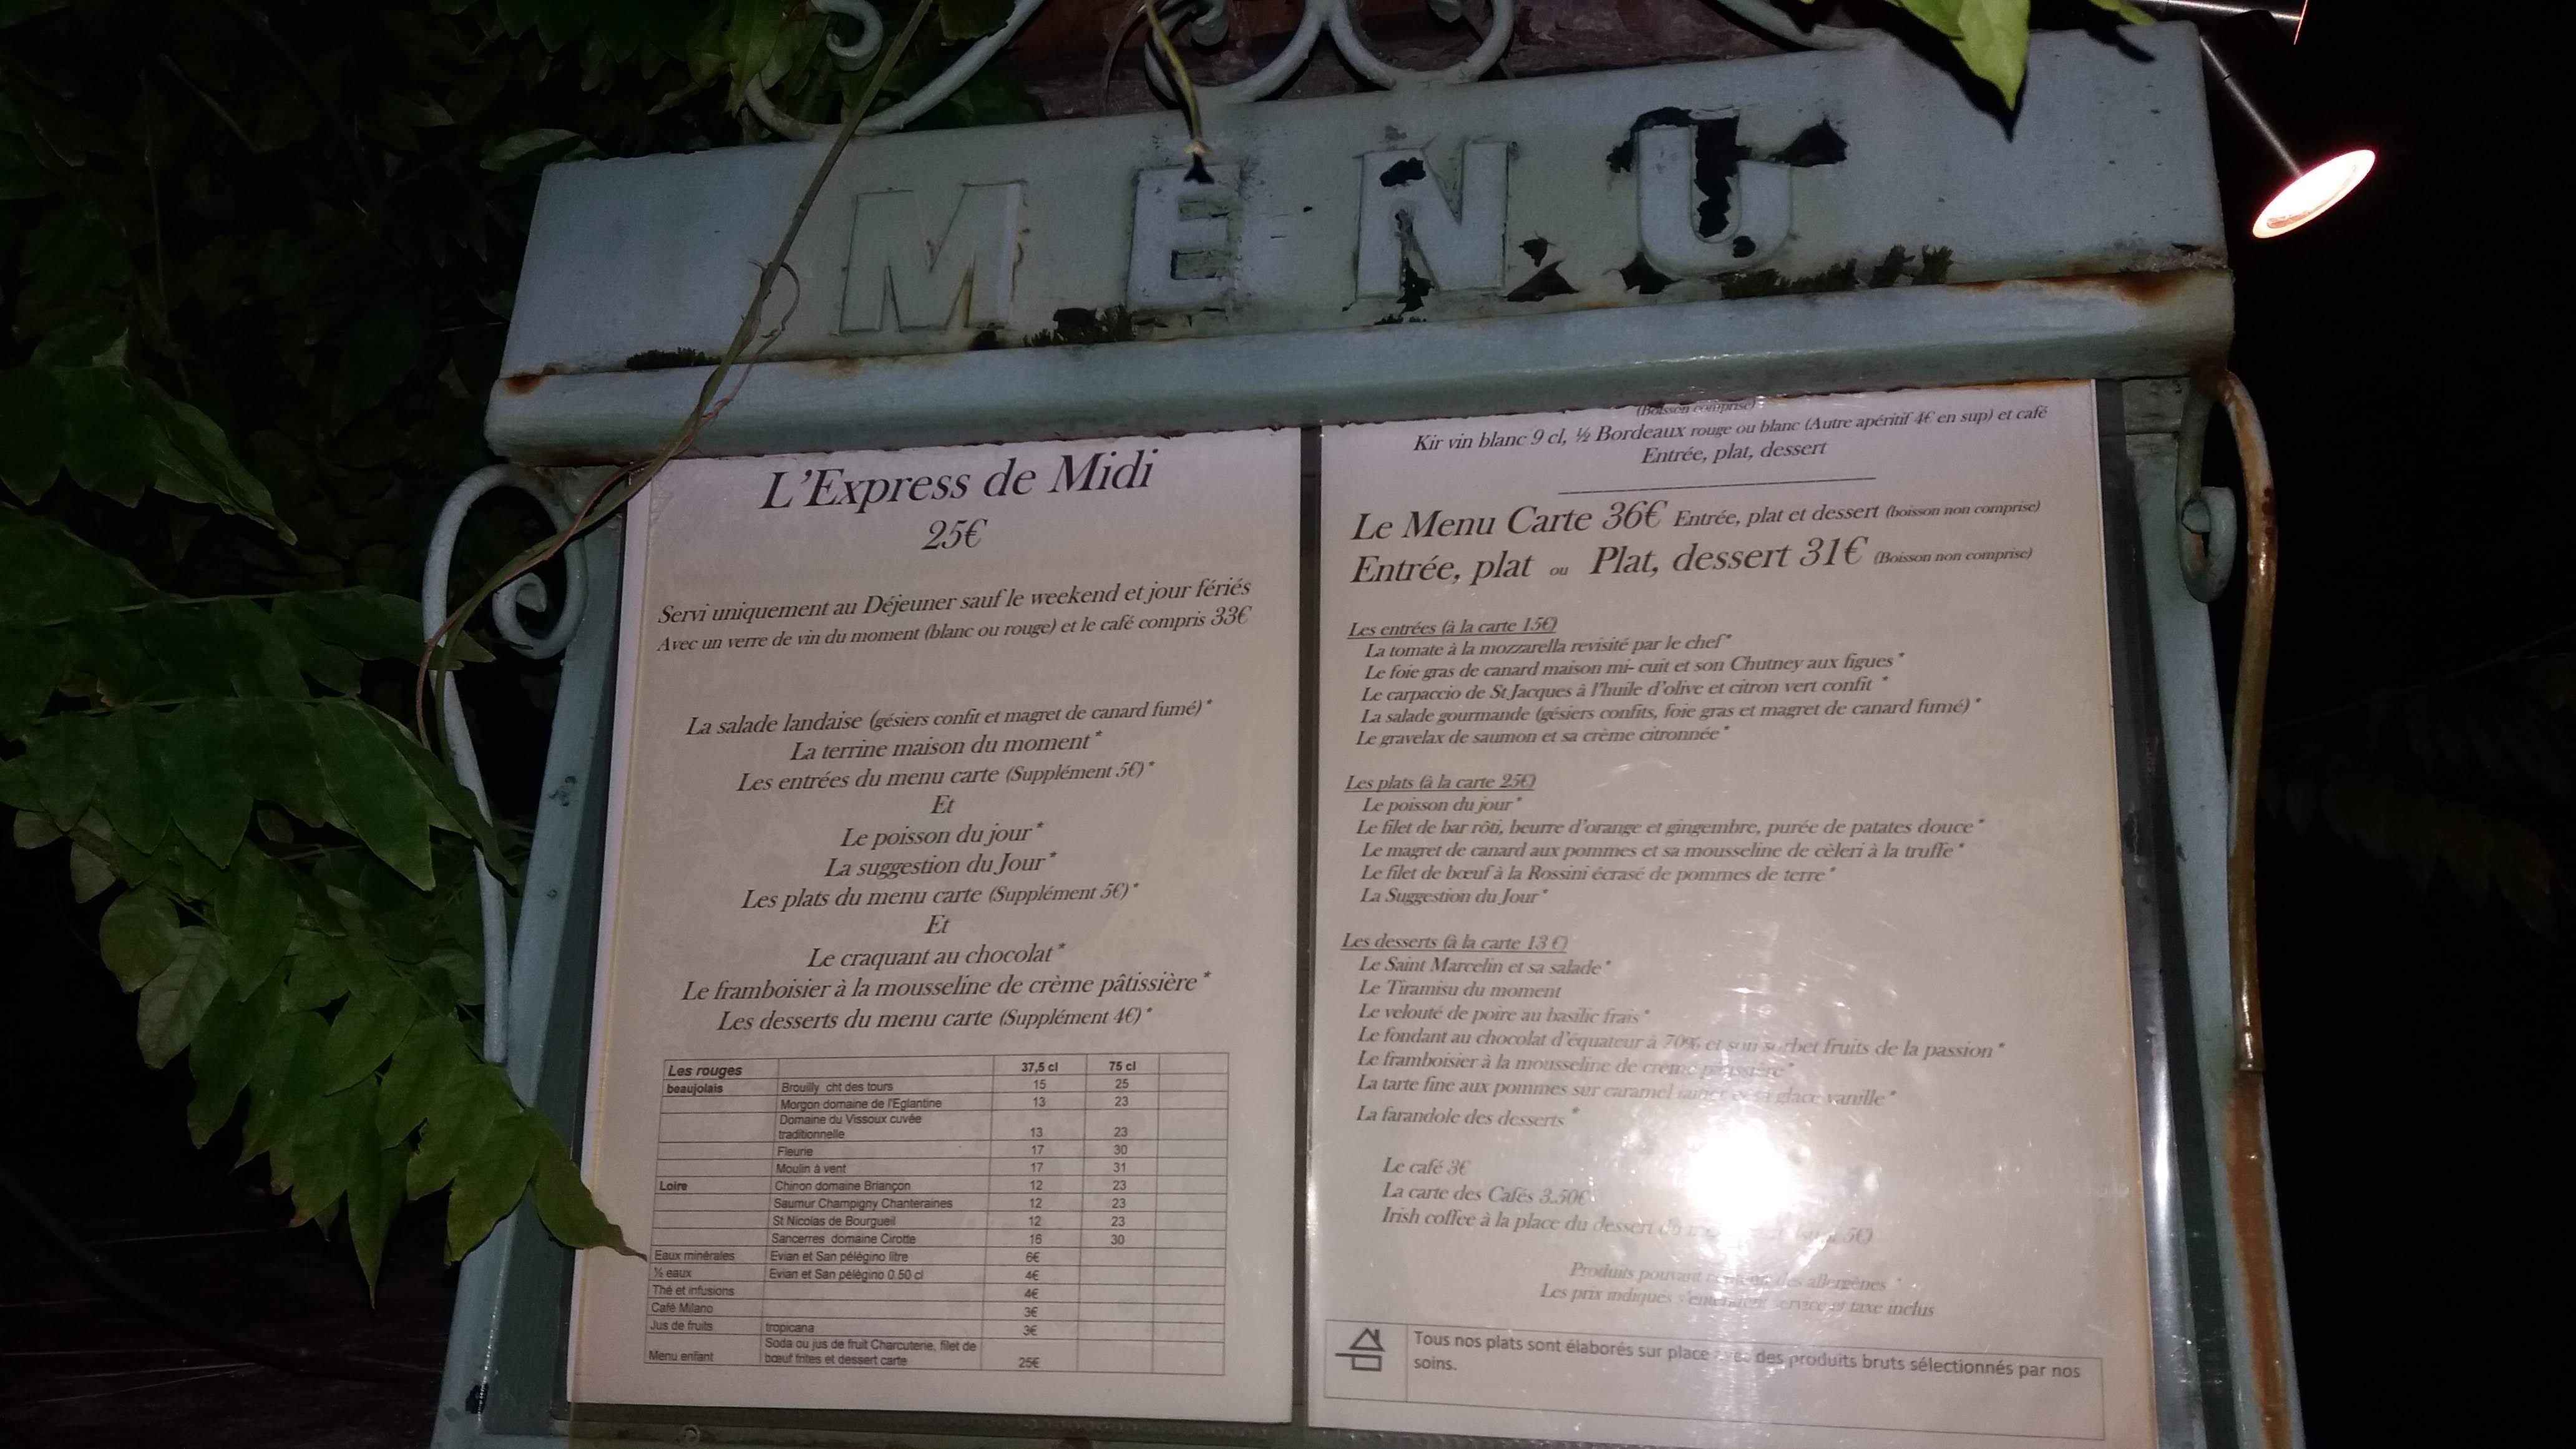 MENU
L'Express de Midi
25€
Servi uniquement au Déjeuner sauf le weekend et jour fériés
Avec un verre de vin du moment (blanc ou rouge) et le café compris 33€
La salade landaise (gésiers confit et magret de canard fumé)*
La terrine maison du moment*
Les entrées du menu carte (Supplément 5€)*
Et
Le poisson du jour*
La suggestion du Jour*
Les plats du menu carte (Supplément 5€)*
Et
Le craquant au chocolat*
Le framboisier à la mousseline de crème pâtissière*
Les desserts du menu carte (Supplément 4€)*
Les rouges 37,5 cl 75 cl
beaujolais Brouilly cht des tours 15 25
Morgon domaine de l'Eglantine 13 23
Domaine du Vissoux cuvée
traditionnelle 13 23
Fleurie 17 30
Moulin à vent 17 31
Loire Chinon domaine Briançon 12 23
Saumur Champigny Chanteraines 12 23
St Nicolas de Bourgueil 12 23
Sancerres domaine Cirotte 16 30
Eaux minérales Evian et San pélégino litre 6€
½ eaux Evian et San pélégino 0.50 cl 4€
Thé et infusions 4€
Café Milano 3€
Jus de fruits tropicana 3€
Soda ou jus de fruit Charcuterie, filet de
Menu enfant bœuf frites et dessert carte 25€
(Boisson comprise)
Kir vin blanc 9 cl, ½ Bordeaux rouge ou blanc (Autre apéritif 4€ en sup) et café
Entrée, plat, dessert
Le Menu Carte 36€ Entrée, plat et dessert (boisson non comprise)
Entrée, plat ou Plat, dessert 31€ (Boisson non comprise)
Les entrées (à la carte 15€)
La tomate à la mozzarella revisité par le chef*
Le foie gras de canard maison mi- cuit et son Chutney aux figues*
Le carpaccio de St Jacques à l'huile d'olive et citron vert confit *
La salade gourmande (gésiers confits, foie gras et magret de canard fumé)*
Le gravelax de saumon et sa crème citronnée*
Les plats (à la carte 25€)
Le poisson du jour*
Le filet de bar rôti, beurre d'orange et gingembre, purée de patates douce*
Le magret de canard aux pommes et sa mousseline de cèleri à la truffe*
Le filet de bœuf à la Rossini écrasé de pommes de terre*
La Suggestion du Jour*
Les desserts (à la carte 13 €)
Le Saint Marcelin et sa salade*
Le Tiramisu du moment
Le velouté de poire au basilic frais*
Le fondant au chocolat d'équateur à 70% et son sorbet fruits de la passion*
Le framboisier à la mousseline de crème pâtissière*
La tarte fine aux pommes sur caramel glace vanille*
La farandole des desserts*
Le café 3€
La carte des Cafés 3.50€
Irish coffee à la place du dessert 5€)
Produits pouvant des allergènes *
Les prix indiqués s'entendent service et taxe inclus
Tous nos plats sont élaborés sur place avec des produits bruts sélectionnés par nos
soins.